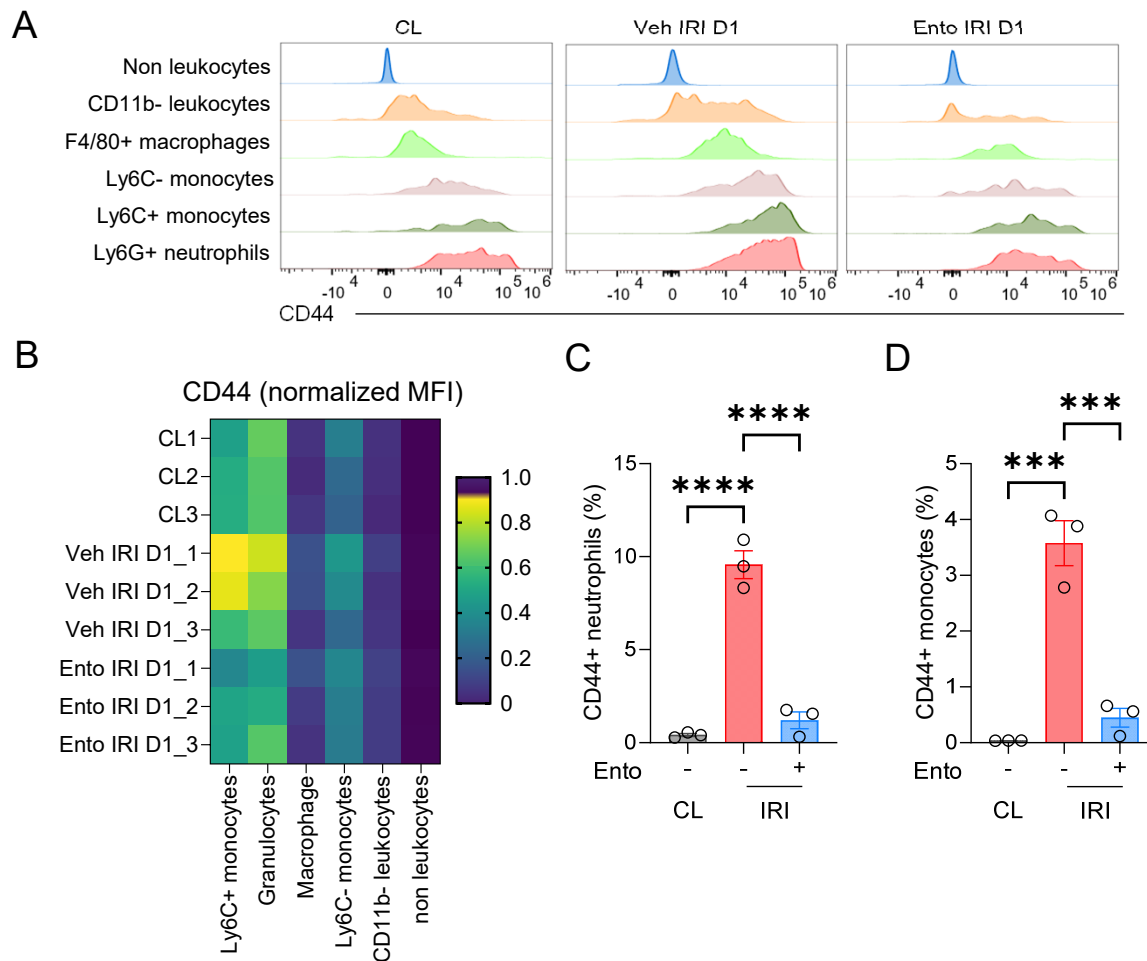 A
CL
Veh IRI D1
Ento IRI D1
Non leukocytes
CD11b- leukocytes
F4/80+ macrophages
Ly6C- monocytes
Ly6C+ monocytes
Ly6G+ neutrophils
-10 4 0 10 4 10 5 10 6
-10 4 0 10 4 10 5 10 6
-10 4 0 10 4 10 5 10 6
CD44
B
CD44 (normalized MFI)
CL1
CL2
CL3
Veh IRI D1_1
Veh IRI D1_2
Veh IRI D1_3
Ento IRI D1_1
Ento IRI D1_2
Ento IRI D1_3
1.0
0.8
0.6
0.4
0.2
0
Ly6C+ monocytes
Granulocytes
Macrophage
Ly6C- monocytes
CD11b- leukocytes
non leukocytes
C
CD44+ neutrophils (%)
15
10
5
0
****
****
Ento - - +
CL IRI
D
CD44+ monocytes (%)
5
4
3
2
1
0
***
***
Ento - - +
CL IRI